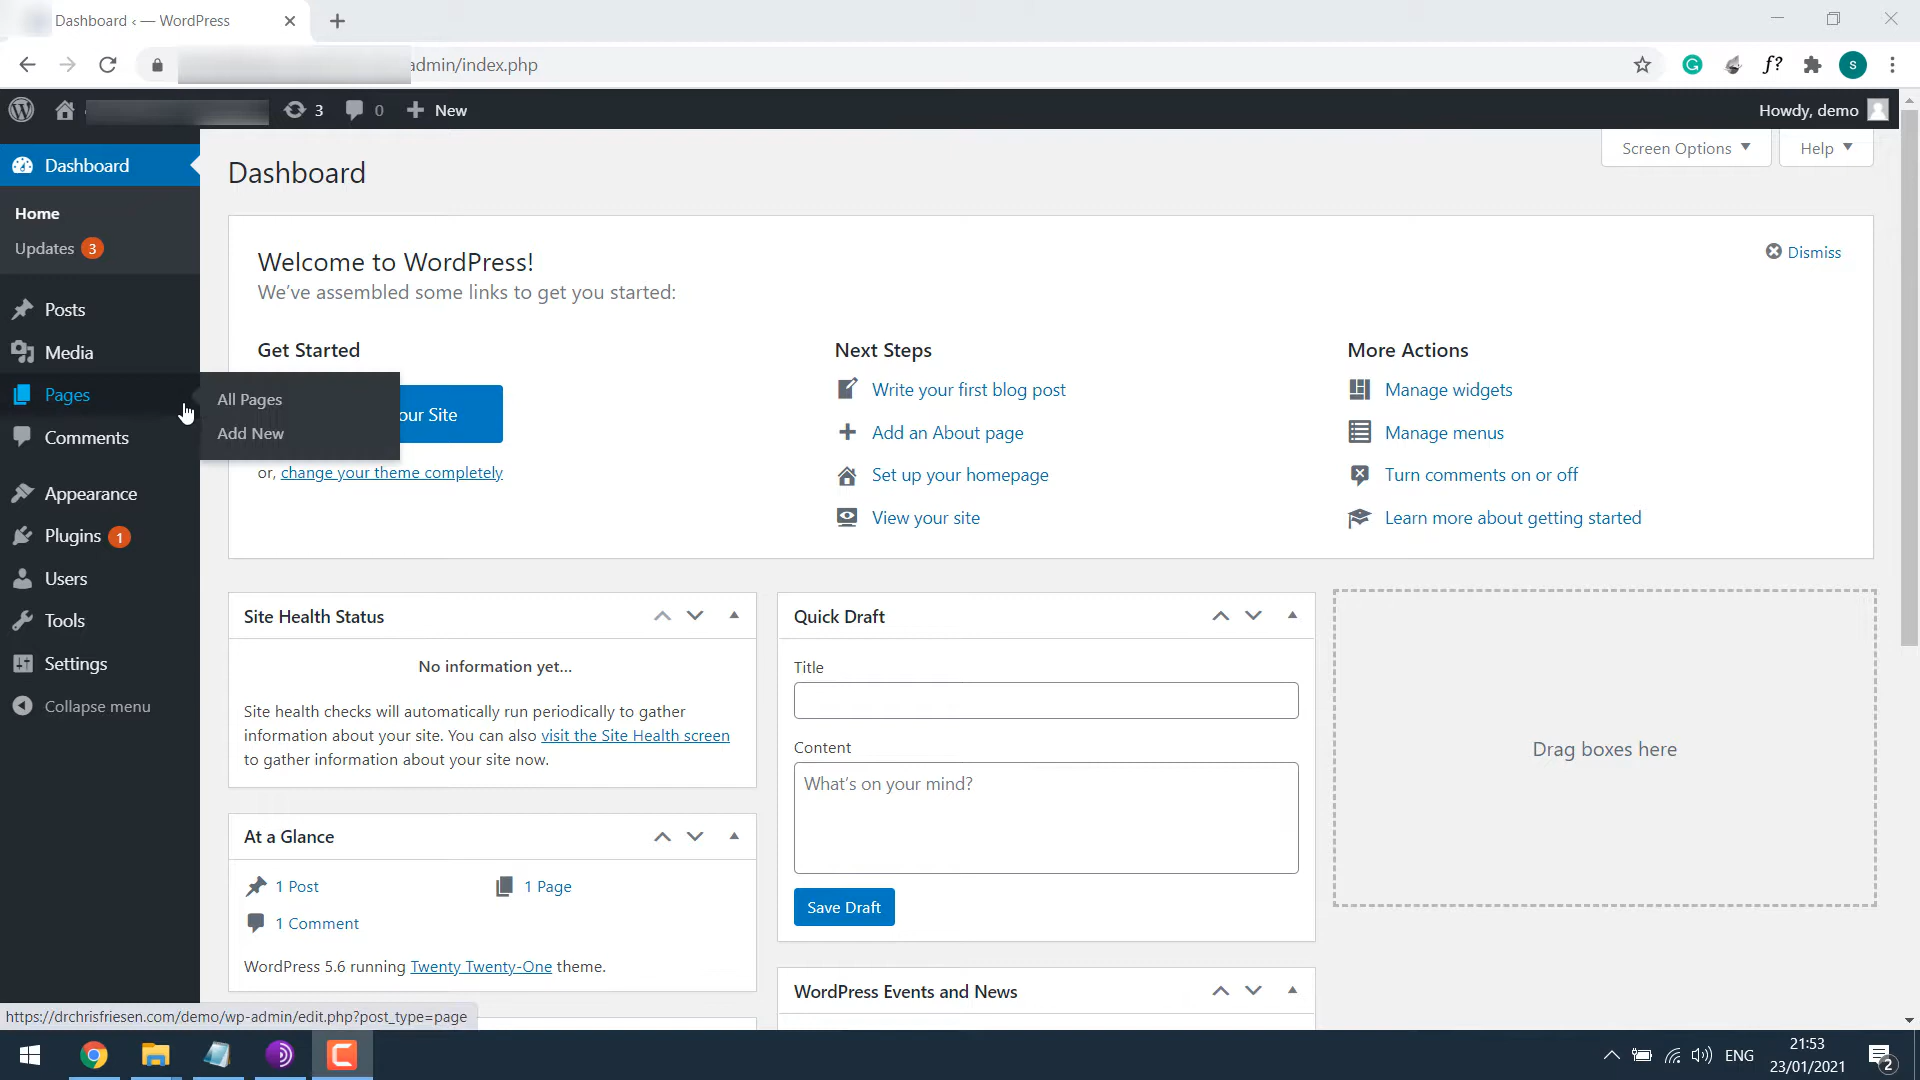 Dashboard ‹ — WordPress
admin/index.php
f?
S
3
0
New
Howdy, demo
Dashboard
Home
Updates 3
Posts
Media
Pages
Comments
Appearance
Plugins 1
Users
Tools
Settings
Collapse menu
All Pages
Add New
Dashboard
Screen Options
Help
Welcome to WordPress!
We've assembled some links to get you started:
Dismiss
Get Started
our Site
or, change your theme completely
Next Steps
Write your first blog post
Add an About page
Set up your homepage
View your site
More Actions
Manage widgets
Manage menus
Turn comments on or off
Learn more about getting started
Site Health Status
No information yet...
Site health checks will automatically run periodically to gather
information about your site. You can also visit the Site Health screen
to gather information about your site now.
At a Glance
1 Post
1 Page
1 Comment
WordPress 5.6 running Twenty Twenty-One theme.
Quick Draft
Title
Content
What's on your mind?
Save Draft
WordPress Events and News
Drag boxes here
https://drchrisfriesen.com/demo/wp-admin/edit.php?post_type=page
ENG
21:53
23/01/2021
2